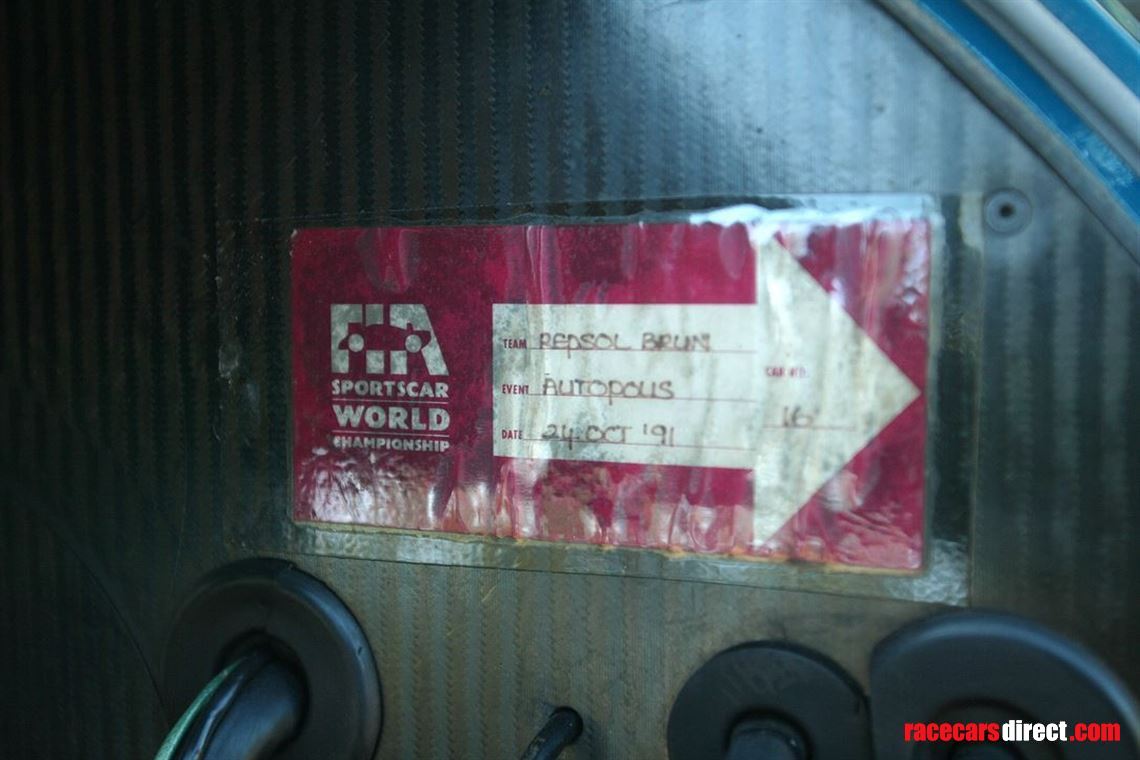 FIA
SPORTSCAR
WORLD
CHAMPIONSHIP
TEAM REPSOL BRUN
EVENT AUTOPOLIS
DATE 24 OCT '91
CAR NO.
16
racecarsdirect.com